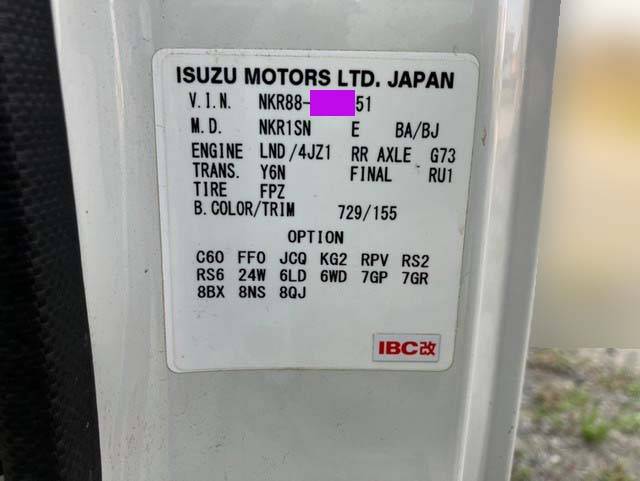 ISUZU MOTORS LTD. JAPAN
V.I.N. NKR88- 51
M.D. NKR1SN E BA/BJ
ENGINE LND/4JZ1 RR AXLE G73
TRANS. Y6N FINAL RU1
TIRE FPZ
B.COLOR/TRIM 729/155
OPTION
C60 FF0 JCQ KG2 RPV RS2
RS6 24W 6LD 6WD 7GP 7GR
8BX 8NS 8QJ
IBC改